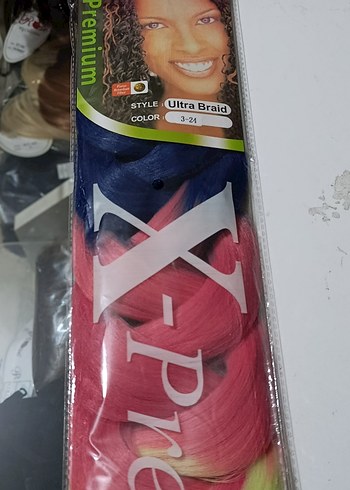 Premium
STYLE : Ultra Braid
COLOR : 3-24
X-Pre